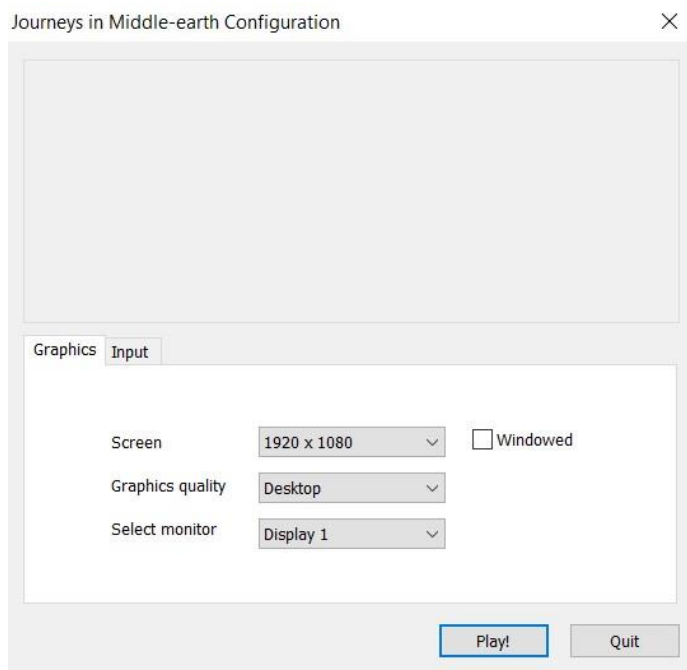 Journeys in Middle-earth Configuration
Graphics
Input
Screen
1920 x 1080
Windowed
Graphics quality
Desktop
Select monitor
Display 1
Play!
Quit